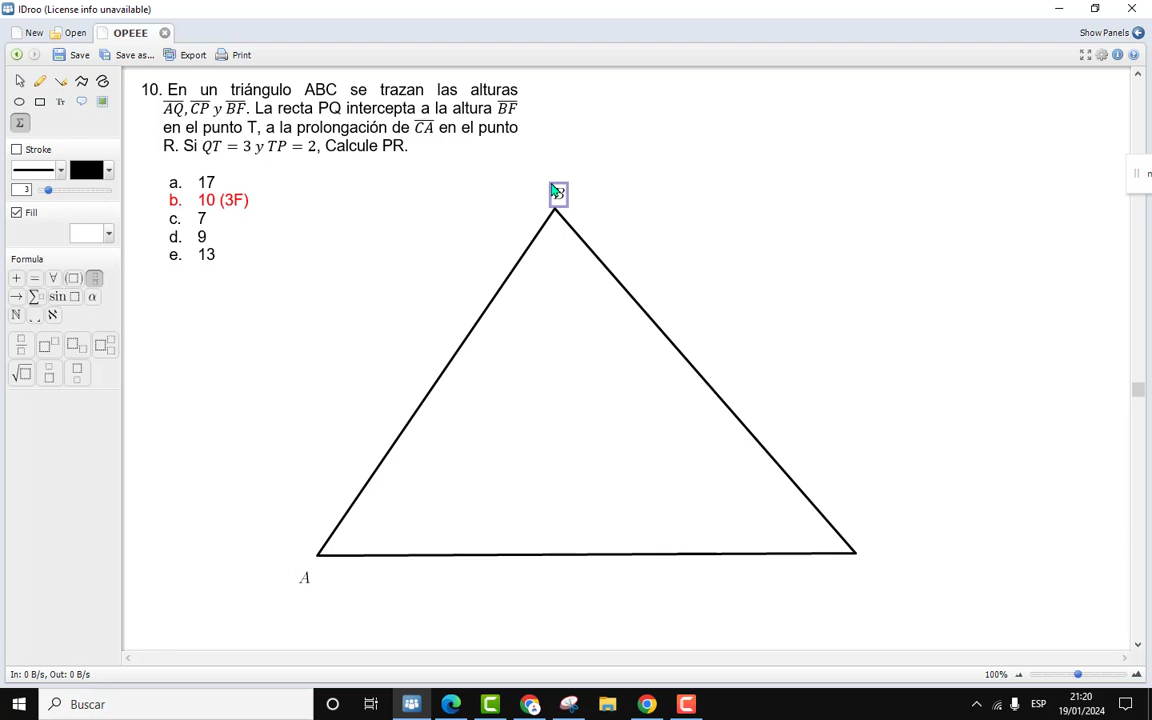 IDroo (License info unavailable)
New Open OPEEE Show Panels
Save Save as... Export Print
10. En un triángulo ABC se trazan las alturas
AQ, CP y BF. La recta PQ intercepta a la altura BF
en el punto T, a la prolongación de CA en el punto
R. Si QT = 3 y TP = 2, Calcule PR.
a. 17
b. 10 (3F)
c. 7
d. 9
e. 13
Tr
Σ
Stroke
3
Fill
Formula
+ = ∀ (□)
→ Σ□ sin □ α
ℕ ℵ
B
A
In: 0 B/s, Out: 0 B/s 100%
Buscar
ESP
21:20
19/01/2024